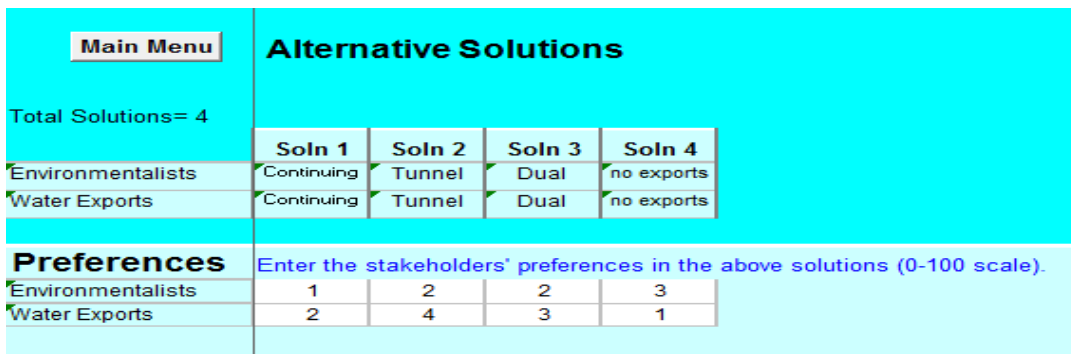 Main Menu Alternative Solutions
Total Solutions= 4
Soln 1 Soln 2 Soln 3 Soln 4
Environmentalists Continuing Tunnel Dual no exports
Water Exports Continuing Tunnel Dual no exports
Preferences Enter the stakeholders' preferences in the above solutions (0-100 scale).
Environmentalists 1 2 2 3
Water Exports 2 4 3 1